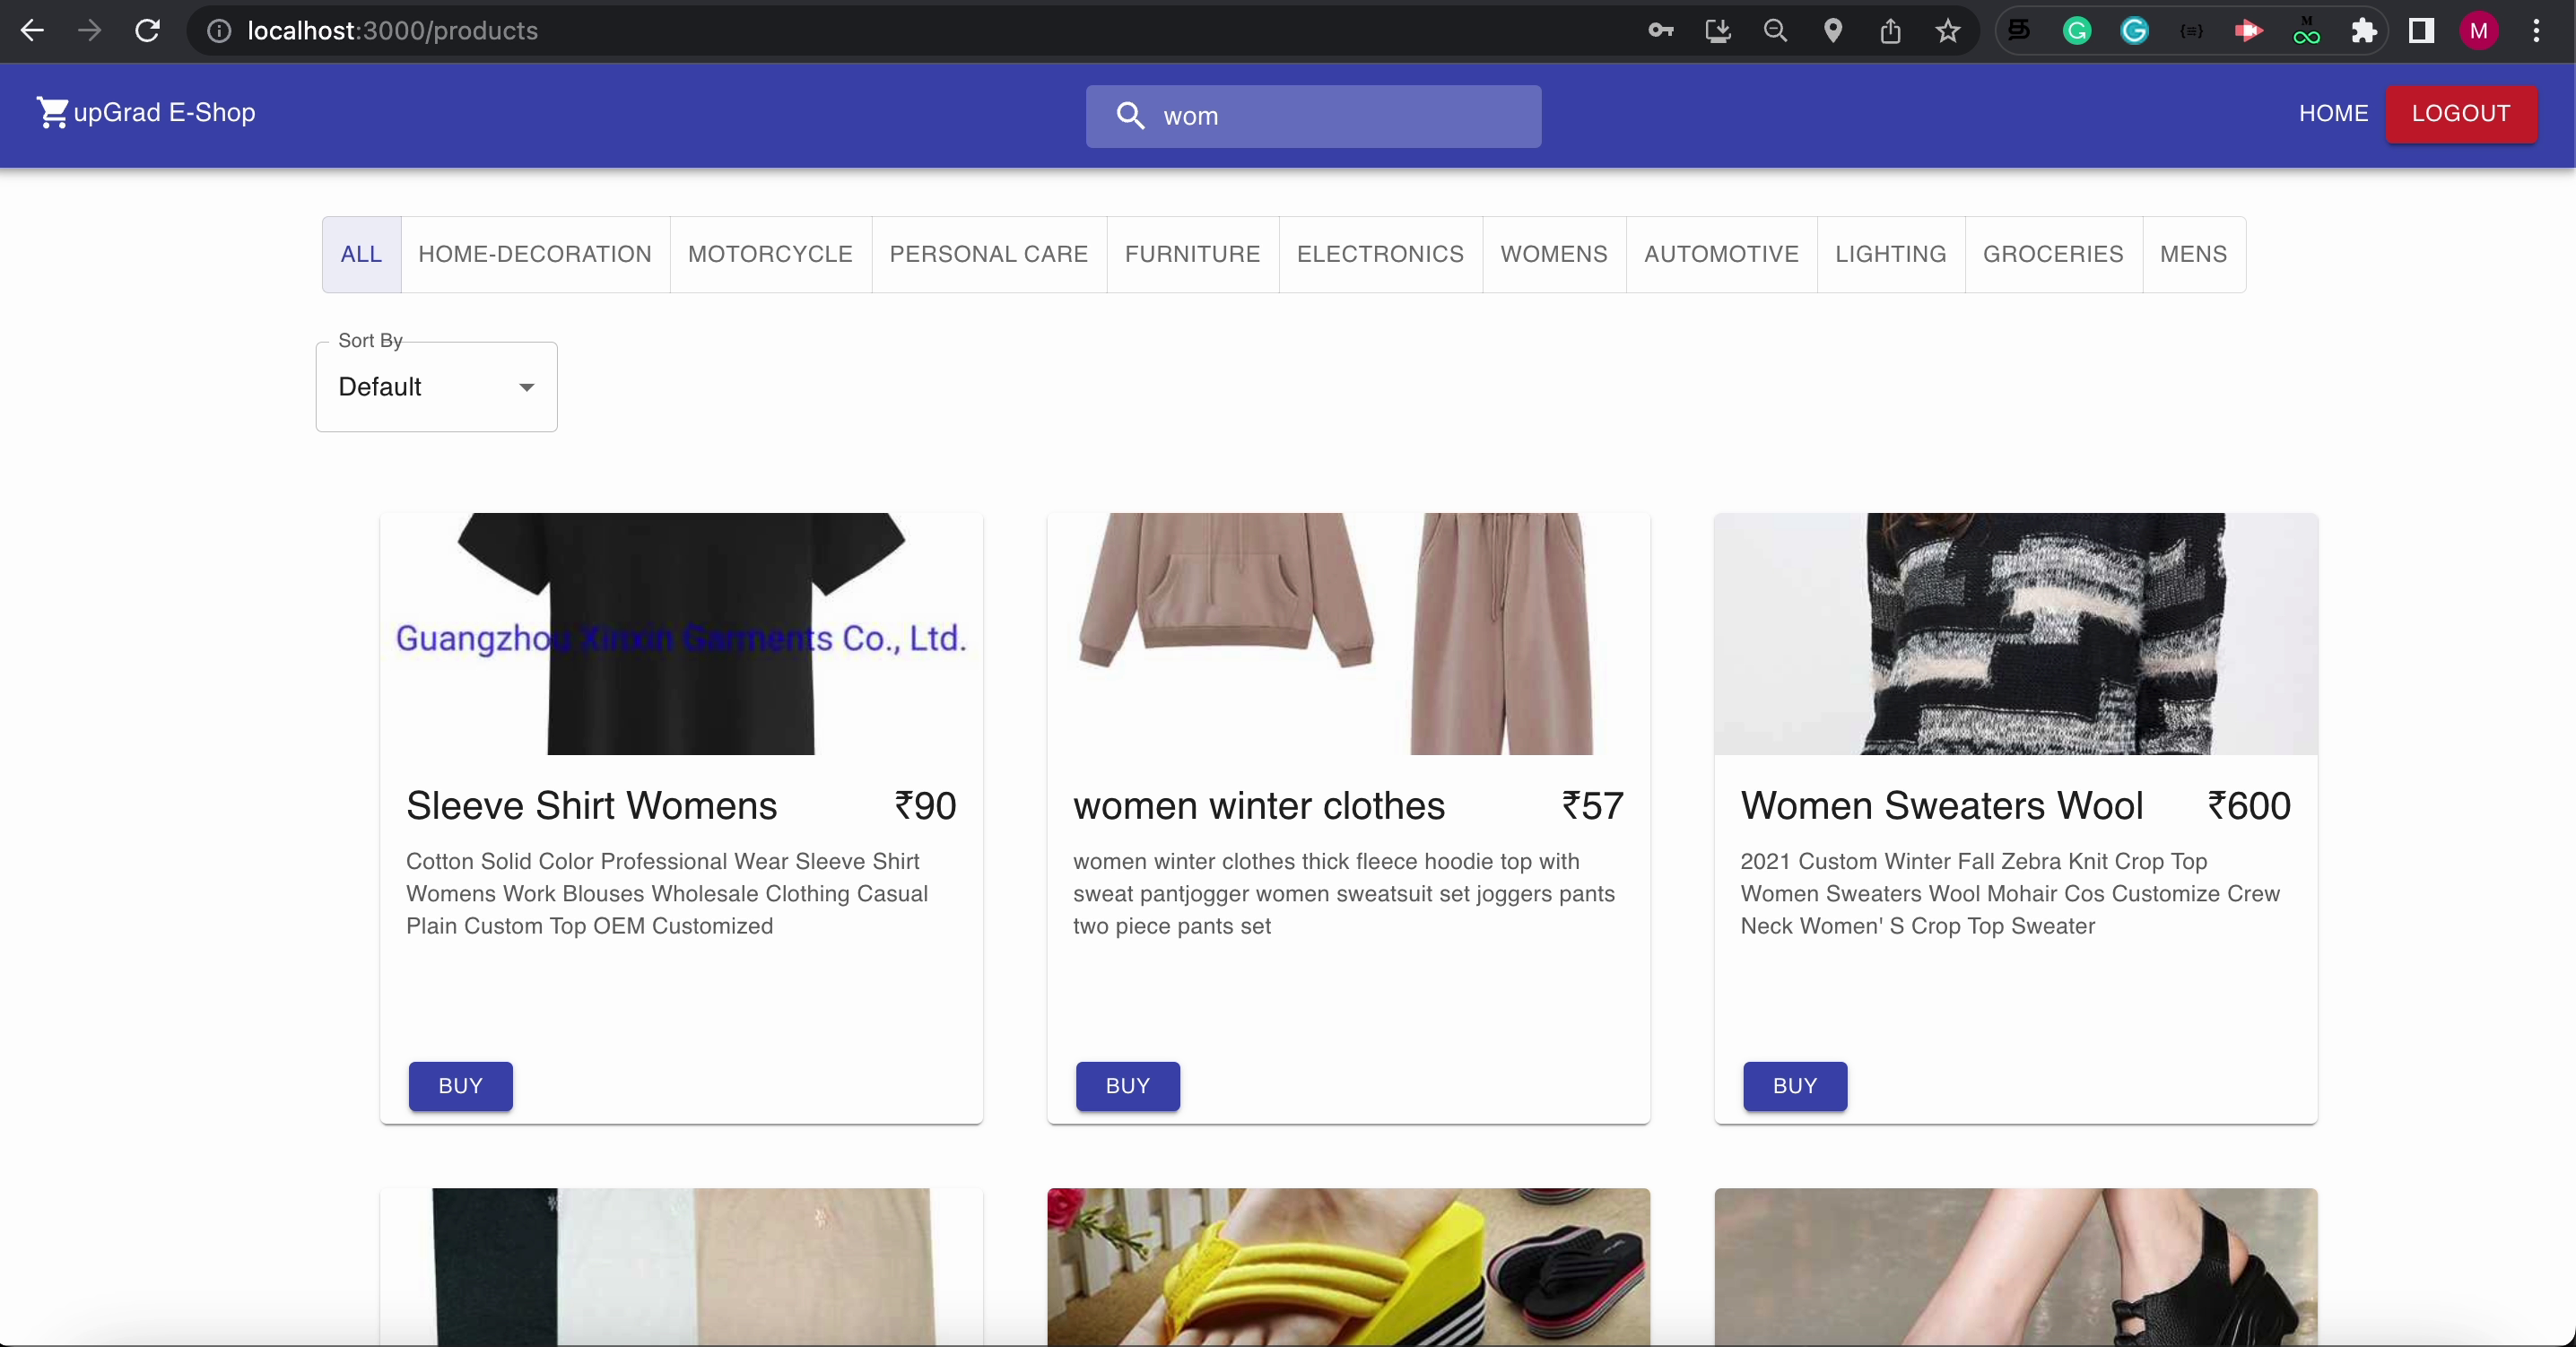 localhost:3000/products
M
upGrad E-Shop
wom
HOME
LOGOUT
ALL
HOME-DECORATION
MOTORCYCLE
PERSONAL CARE
FURNITURE
ELECTRONICS
WOMENS
AUTOMOTIVE
LIGHTING
GROCERIES
MENS
Sort By
Default
Guangzhou Xinxin Garments Co., Ltd.
Sleeve Shirt Womens ₹90
Cotton Solid Color Professional Wear Sleeve Shirt
Womens Work Blouses Wholesale Clothing Casual
Plain Custom Top OEM Customized
BUY
women winter clothes ₹57
women winter clothes thick fleece hoodie top with
sweat pantjogger women sweatsuit set joggers pants
two piece pants set
BUY
Women Sweaters Wool ₹600
2021 Custom Winter Fall Zebra Knit Crop Top
Women Sweaters Wool Mohair Cos Customize Crew
Neck Women' S Crop Top Sweater
BUY